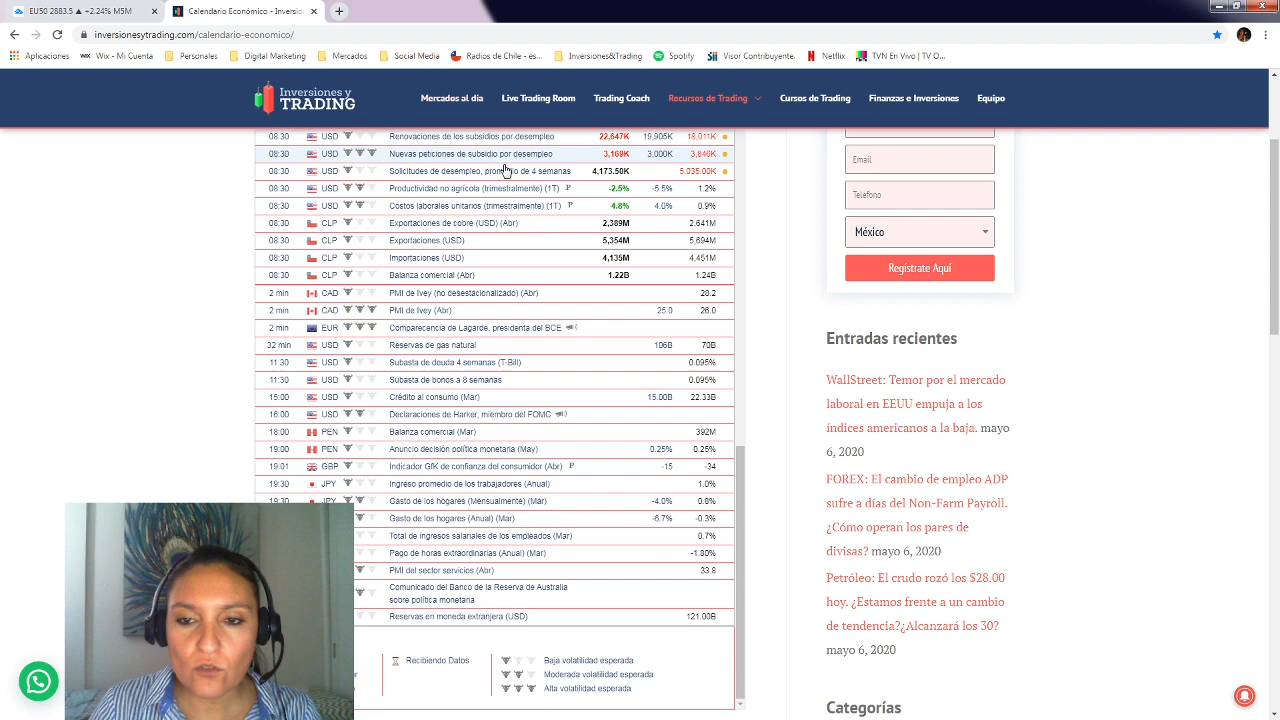 EU50 2883.5 ▲ +2.24% M5M
Calendario Económico - Inversion
inversionesytrading.com/calendario-economico/
Aplicaciones
Wix - Mi Cuenta
Personales
Digital Marketing
Mercados
Social Media
Radios de Chile - es...
Inversiones&Trading
Spotify
Visor Contribuyente.
Netflix
TVN En Vivo | TV O...
Inversiones y
TRADING
Mercados al día
Live Trading Room
Trading Coach
Recursos de Trading
Cursos de Trading
Finanzas e Inversiones
Equipo
08:30 USD Renovaciones de los subsidios por desempleo 22,647K 19,905K 18,011K
08:30 USD Nuevas peticiones de subsidio por desempleo 3,169K 3,000K 3,846K
08:30 USD Solicitudes de desempleo, promedio de 4 semanas 4,173.50K 5,035.00K
08:30 USD Productividad no agrícola (trimestralmente) (1T) P -2.5% -5.5% 1.2%
08:30 USD Costos laborales unitarios (trimestralmente) (1T) P 4.8% 4.0% 0.9%
08:30 CLP Exportaciones de cobre (USD) (Abr) 2,389M 2,641M
08:30 CLP Exportaciones (USD) 5,354M 5,694M
08:30 CLP Importaciones (USD) 4,135M 4,451M
08:30 CLP Balanza comercial (Abr) 1.22B 1.24B
2 min CAD PMI de Ivey (no desestacionalizado) (Abr) 28.2
2 min CAD PMI de Ivey (Abr) 25.0 26.0
2 min EUR Comparecencia de Lagarde, presidenta del BCE
32 min USD Reservas de gas natural 106B 70B
11:30 USD Subasta de deuda 4 semanas (T-Bill) 0.095%
11:30 USD Subasta de bonos a 8 semanas 0.095%
15:00 USD Crédito al consumo (Mar) 15.00B 22.33B
16:00 USD Declaraciones de Harker, miembro del FOMC
18:00 PEN Balanza comercial (Mar) 392M
19:00 PEN Anuncio decisión política monetaria (May) 0.25% 0.25%
19:01 GBP Indicador GfK de confianza del consumidor (Abr) P -15 -34
19:30 JPY Ingreso promedio de los trabajadores (Anual) 1.0%
19:30 JPY Gasto de los hogares (Mensualmente) (Mar) -4.0% 0.8%
Gasto de los hogares (Anual) (Mar) -6.7% -0.3%
Total de ingresos salariales de los empleados (Mar) 0.7%
Pago de horas extraordinarias (Anual) (Mar) -1.80%
PMI del sector servicios (Abr) 33.8
Comunicado del Banco de la Reserva de Australia
sobre política monetaria
Reservas en moneda extranjera (USD) 121.00B
Recibiendo Datos
Baja volatilidad esperada
Moderada volatilidad esperada
Alta volatilidad esperada
Email
Telefono
México
Regístrate Aquí
Entradas recientes
WallStreet: Temor por el mercado
laboral en EEUU empuja a los
índices americanos a la baja. mayo
6, 2020
FOREX: El cambio de empleo ADP
sufre a días del Non-Farm Payroll.
¿Cómo operan los pares de
divisas? mayo 6, 2020
Petróleo: El crudo rozó los $28.00
hoy. ¿Estamos frente a un cambio
de tendencia?¿Alcanzará los 30?
mayo 6, 2020
Categorías